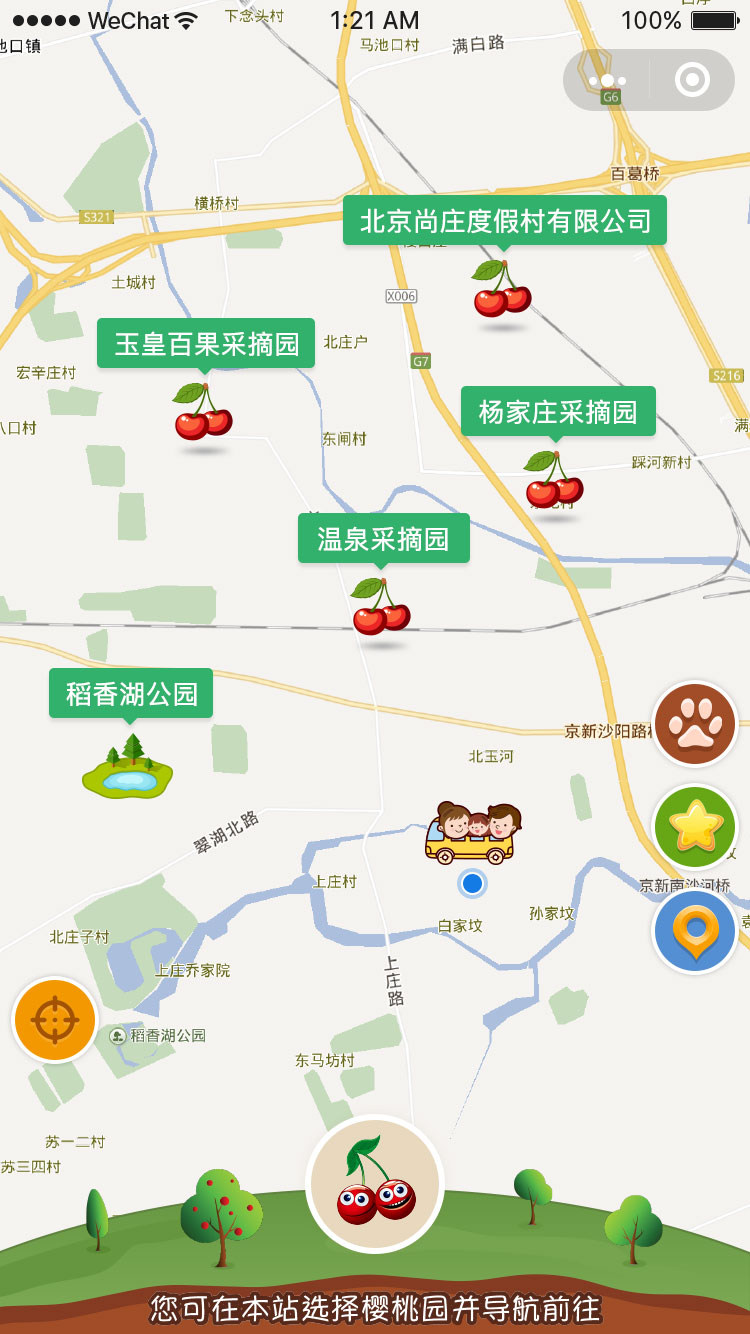 WeChat
1:21 AM
100%
下念头村
池口镇
马池口村
满白路
G6
百葛桥
横桥村
S321
北京尚庄度假村有限公司
土城村
X006
玉皇百果采摘园
北庄户
G7
宏辛庄村
S216
杨家庄采摘园
八口村
满
东闸村
踩河新村
温泉采摘园
稻香湖公园
京新沙阳路
北玉河
翠湖北路
上庄村
京新南沙河桥
孙家坟
白家坟
北庄子村
上庄乔家院
上庄路
稻香湖公园
东马坊村
苏一二村
苏三四村
您可在本站选择樱桃园并导航前往